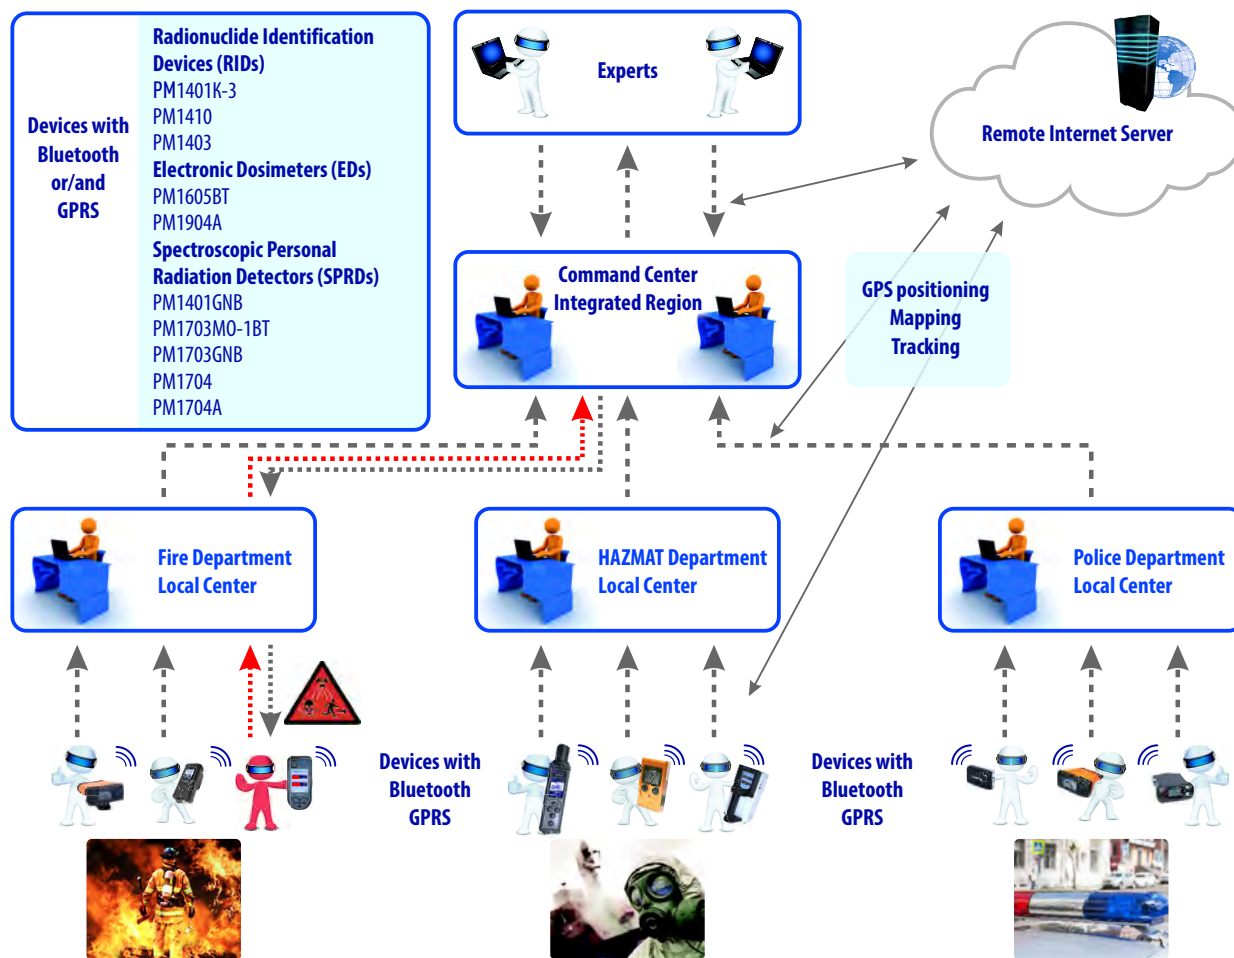 Devices with
Bluetooth
or/and
GPRS
Radionuclide Identification
Devices (RIDs)
PM1401K-3
PM1410
PM1403
Electronic Dosimeters (EDs)
PM1605BT
PM1904A
Spectroscopic Personal
Radiation Detectors (SPRDs)
PM1401GNB
PM1703MO-1BT
PM1703GNB
PM1704
PM1704A
Experts
Remote Internet Server
Command Center
Integrated Region
GPS positioning
Mapping
Tracking
Fire Department
Local Center
HAZMAT Department
Local Center
Police Department
Local Center
Devices with
Bluetooth
GPRS
Devices with
Bluetooth
GPRS